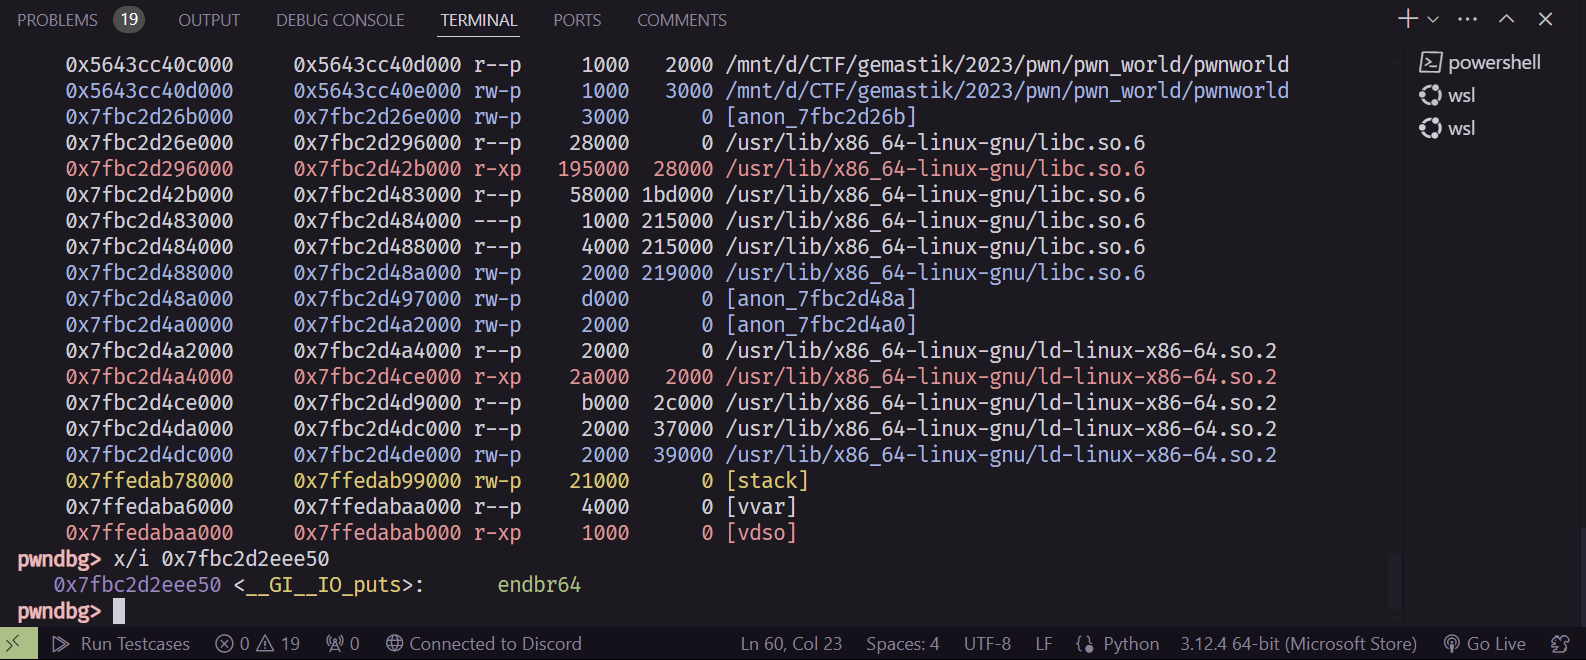 PROBLEMS 19 OUTPUT DEBUG CONSOLE TERMINAL PORTS COMMENTS
0x5643cc40c000 0x5643cc40d000 r--p 1000 2000 /mnt/d/CTF/gemastik/2023/pwn/pwn_world/pwnworld
0x5643cc40d000 0x5643cc40e000 rw-p 1000 3000 /mnt/d/CTF/gemastik/2023/pwn/pwn_world/pwnworld
0x7fbc2d26b000 0x7fbc2d26e000 rw-p 3000 0 [anon_7fbc2d26b]
0x7fbc2d26e000 0x7fbc2d296000 r--p 28000 0 /usr/lib/x86_64-linux-gnu/libc.so.6
0x7fbc2d296000 0x7fbc2d42b000 r-xp 195000 28000 /usr/lib/x86_64-linux-gnu/libc.so.6
0x7fbc2d42b000 0x7fbc2d483000 r--p 58000 1bd000 /usr/lib/x86_64-linux-gnu/libc.so.6
0x7fbc2d483000 0x7fbc2d484000 ---p 1000 215000 /usr/lib/x86_64-linux-gnu/libc.so.6
0x7fbc2d484000 0x7fbc2d488000 r--p 4000 215000 /usr/lib/x86_64-linux-gnu/libc.so.6
0x7fbc2d488000 0x7fbc2d48a000 rw-p 2000 219000 /usr/lib/x86_64-linux-gnu/libc.so.6
0x7fbc2d48a000 0x7fbc2d497000 rw-p d000 0 [anon_7fbc2d48a]
0x7fbc2d4a0000 0x7fbc2d4a2000 rw-p 2000 0 [anon_7fbc2d4a0]
0x7fbc2d4a2000 0x7fbc2d4a4000 r--p 2000 0 /usr/lib/x86_64-linux-gnu/ld-linux-x86-64.so.2
0x7fbc2d4a4000 0x7fbc2d4ce000 r-xp 2a000 2000 /usr/lib/x86_64-linux-gnu/ld-linux-x86-64.so.2
0x7fbc2d4ce000 0x7fbc2d4d9000 r--p b000 2c000 /usr/lib/x86_64-linux-gnu/ld-linux-x86-64.so.2
0x7fbc2d4da000 0x7fbc2d4dc000 r--p 2000 37000 /usr/lib/x86_64-linux-gnu/ld-linux-x86-64.so.2
0x7fbc2d4dc000 0x7fbc2d4de000 rw-p 2000 39000 /usr/lib/x86_64-linux-gnu/ld-linux-x86-64.so.2
0x7ffedab78000 0x7ffedab99000 rw-p 21000 0 [stack]
0x7ffedaba6000 0x7ffedabaa000 r--p 4000 0 [vvar]
0x7ffedabaa000 0x7ffedabab000 r-xp 1000 0 [vdso]
pwndbg> x/i 0x7fbc2d2eee50
0x7fbc2d2eee50 <__GI__IO_puts>: endbr64
pwndbg>
powershell
wsl
wsl
Run Testcases 0 19 0 Connected to Discord Ln 60, Col 23 Spaces: 4 UTF-8 LF Python 3.12.4 64-bit (Microsoft Store) Go Live